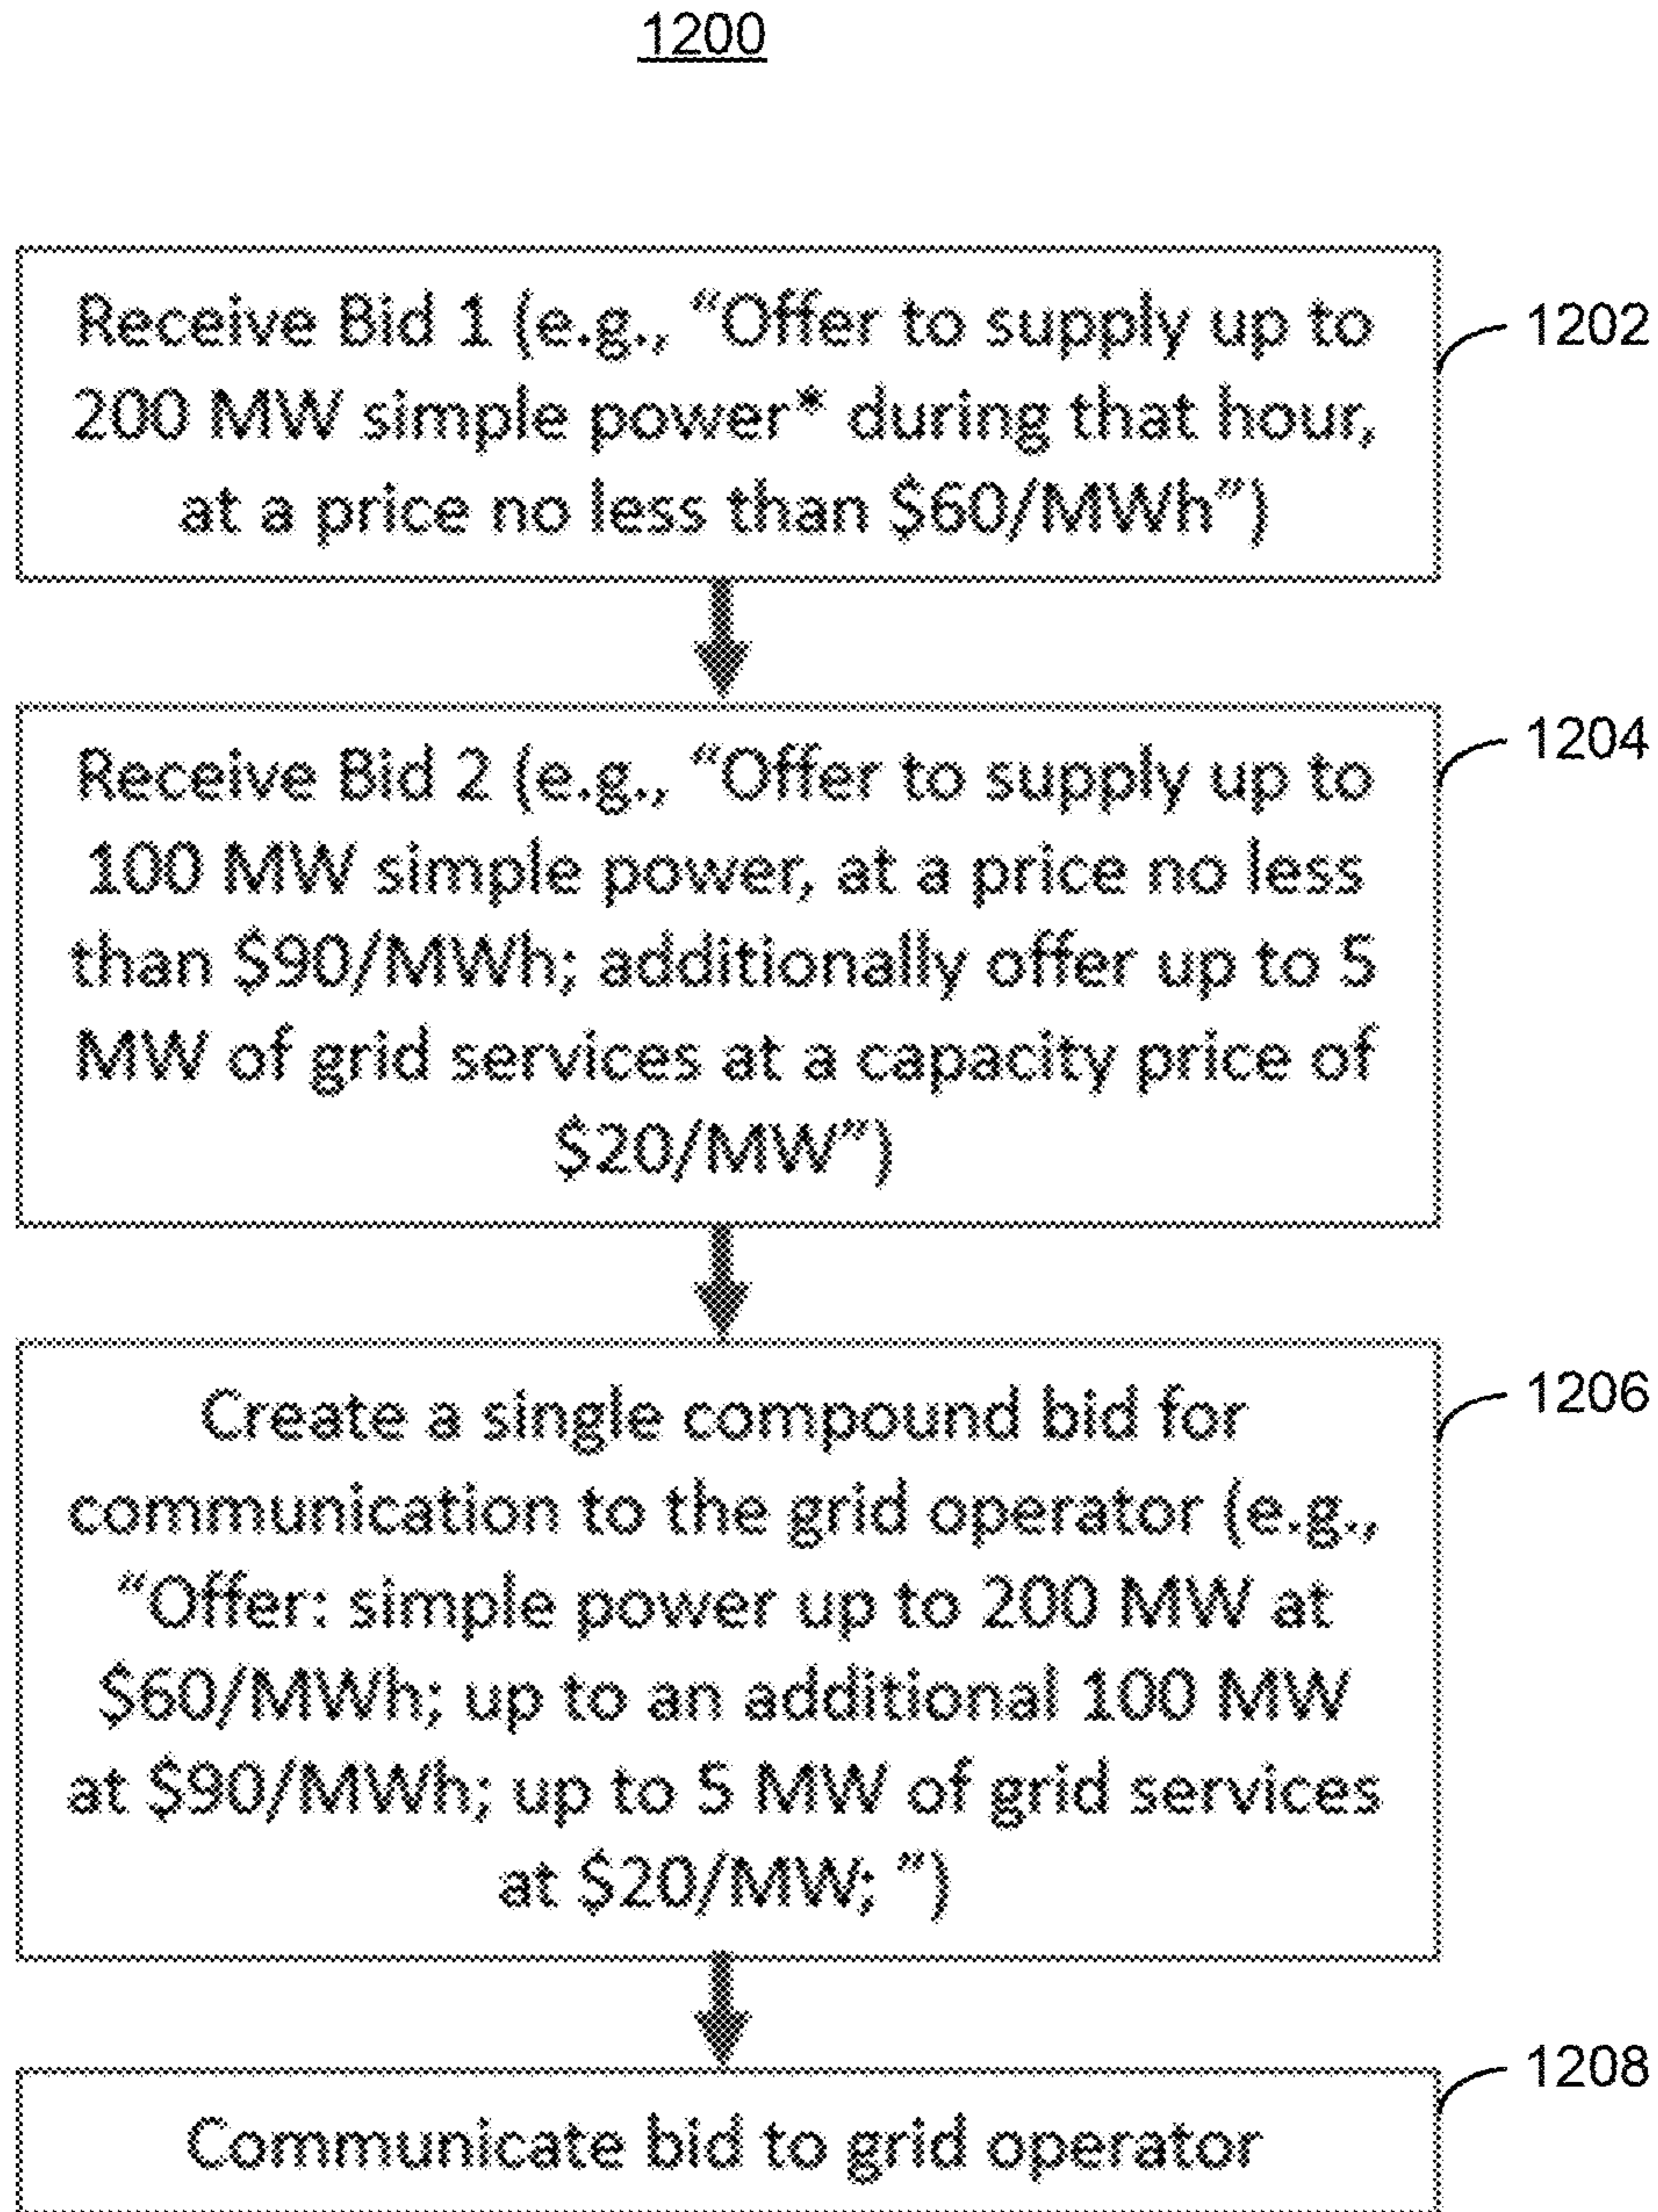 1200
Receive Bid 1 (e.g., “Offer to supply up to
200 MW simple power* during that hour,
at a price no less than $60/MWh”)
1202
Receive Bid 2 (e.g., “Offer to supply up to
100 MW simple power, at a price no less
than $90/MWh; additionally offer up to 5
MW of grid services at a capacity price of
$20/MW”)
1204
Create a single compound bid for
communication to the grid operator (e.g.,
“Offer: simple power up to 200 MW at
$60/MWh; up to an additional 100 MW
at $90/MWh; up to 5 MW of grid services
at $20/MW; ”)
1206
Communicate bid to grid operator
1208